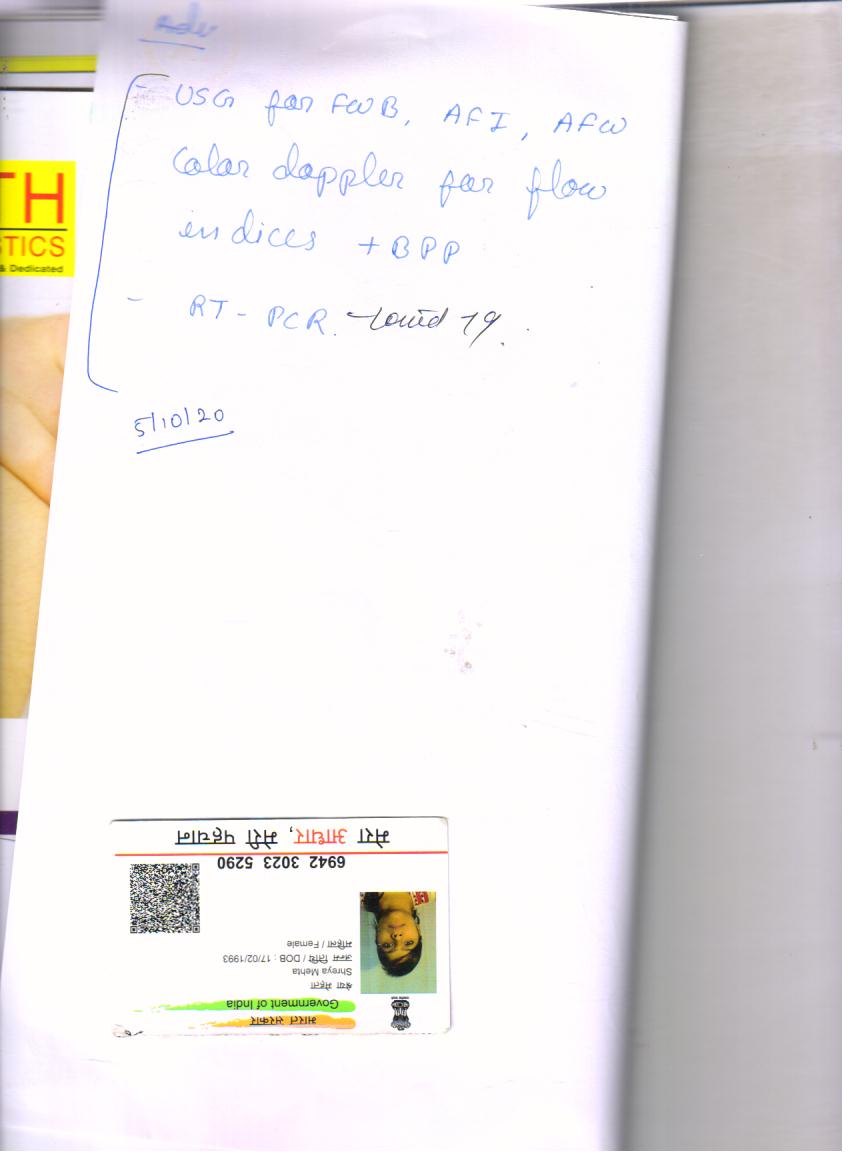 Adv
- USG for FWB, AFI, AFW
Color doppler for flow
indices + BPP
- RT-PCR. Covid 19.
5/10/20
TH
STICS
& Dedicated
भारत सरकार
Government of India
श्रेया मेहता
Shreya Mehta
जन्म तिथि / DOB : 17/02/1993
महिला / Female
6942 3023 5290
मेरा आधार, मेरी पहचान